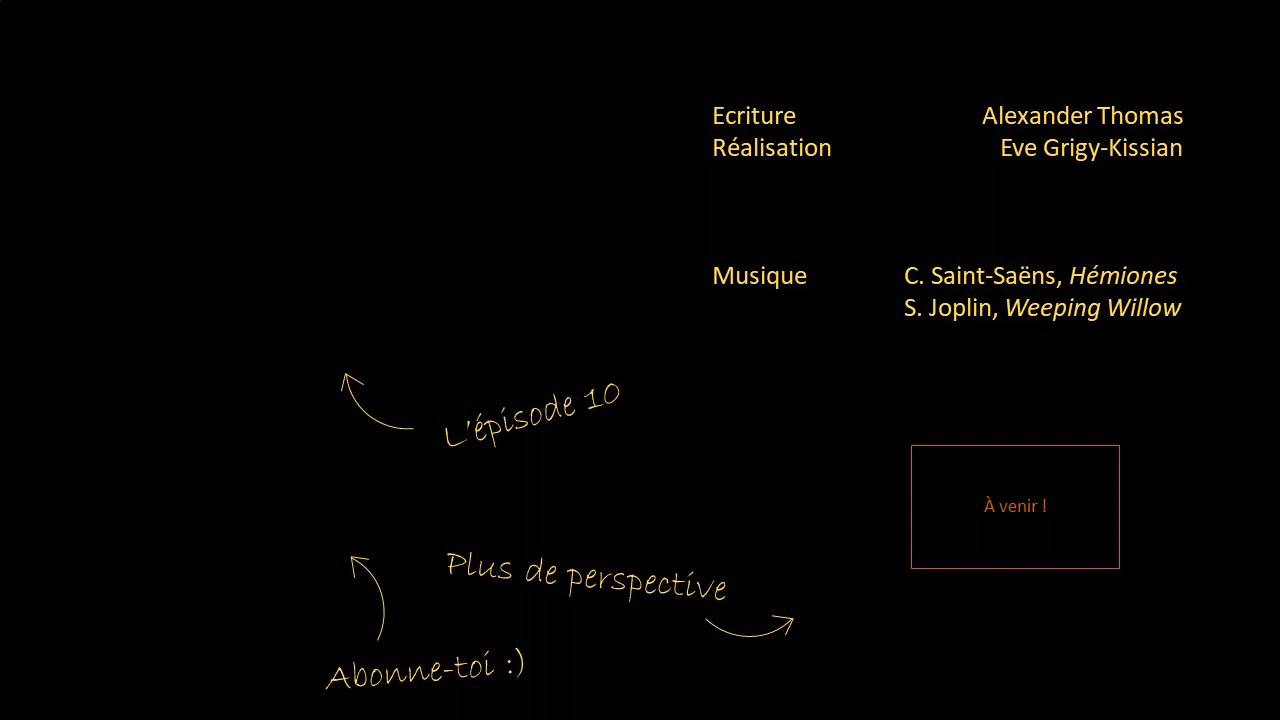 Ecriture Alexander Thomas
Réalisation Eve Grigy-Kissian
Musique C. Saint-Saëns, Hémiones
S. Joplin, Weeping Willow
L'épisode 10
À venir !
Plus de perspective
Abonne-toi :)